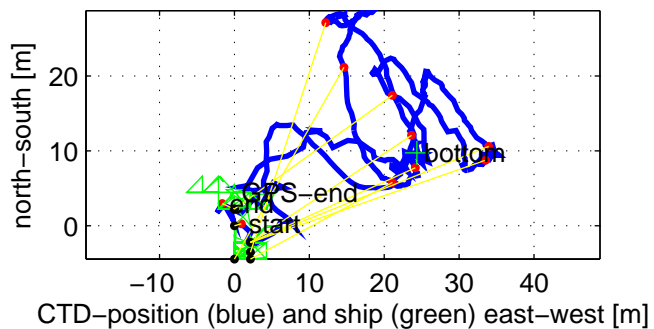 north−south [m]
20
10
0
bottom
GPS−end
end
start
−10
0
10
20
30
40
CTD−position (blue) and ship (green) east−west [m]